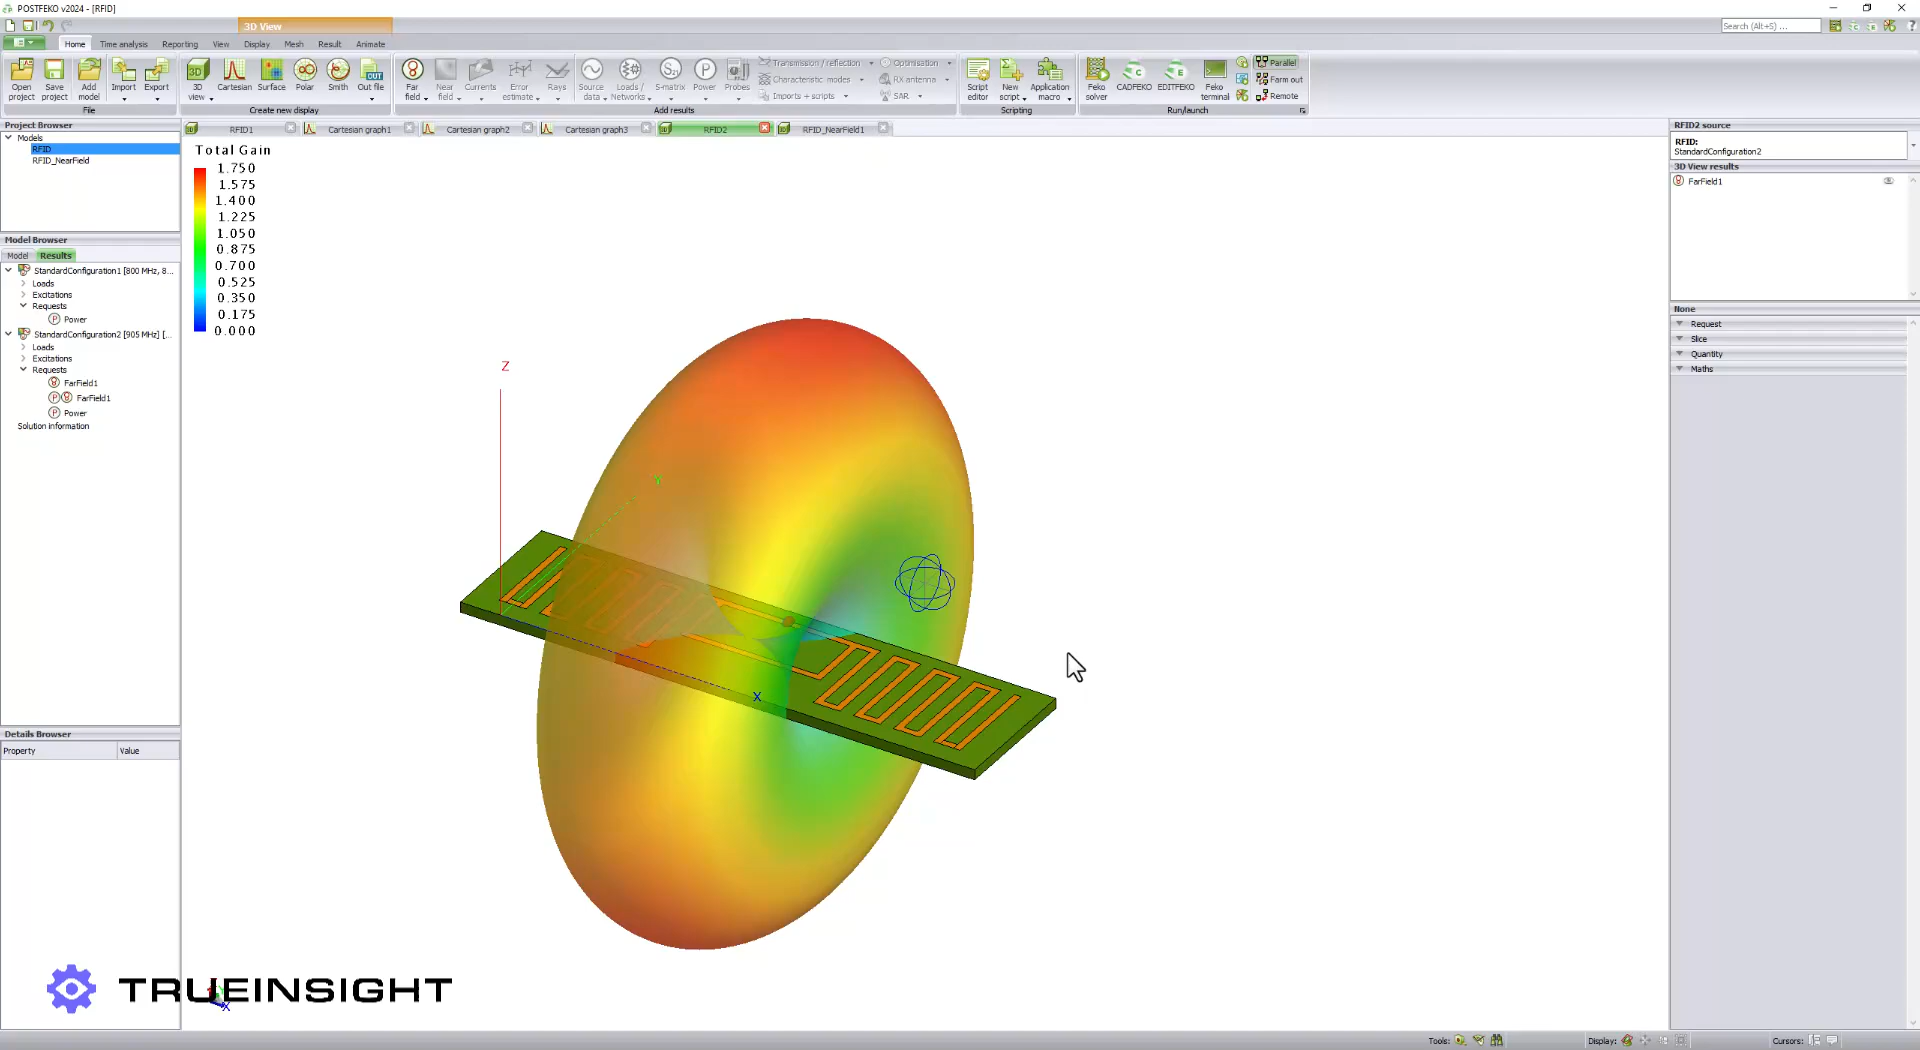 POSTFEKO v2024 - [RFID]
3D View
Search (Alt+S) ...
Home Time analysis Reporting View Display Mesh Result Animate
Open project
Save project
Add model
Import
Export
3D view
Cartesian
Surface
Polar
Smith
Out file
Far field
Near field
Currents
Error estimate
Rays
Source data
Loads / Networks
S-matrix
Power
Probes
Transmission / reflection
Characteristic modes
Imports + scripts
Optimisation
RX antenna
SAR
Script editor
New script
Application macro
Feko solver
CADFEKO
EDITFEKO
Feko terminal
Parallel
Farm out
Remote
File
Create new display
Add results
Scripting
Run/launch
Project Browser
Models
RFID
RFID_NearField
RFID1 Cartesian graph1 Cartesian graph2 Cartesian graph3 RFID2 RFID_NearField1
Model Browser
Model Results
StandardConfiguration1 [800 MHz, 8...
Loads
Excitations
Requests
Power
StandardConfiguration2 [905 MHz] [...
Loads
Excitations
Requests
FarField1
FarField1
Power
Solution information
Details Browser
Property Value
Total Gain
1.750
1.575
1.400
1.225
1.050
0.875
0.700
0.525
0.350
0.175
0.000
Z
Y
X
TRUEINSIGHT
X
RFID2 source
RFID:
StandardConfiguration2
3D View results
FarField1
None
Request
Slice
Quantity
Maths
Tools: Display: Cursors: